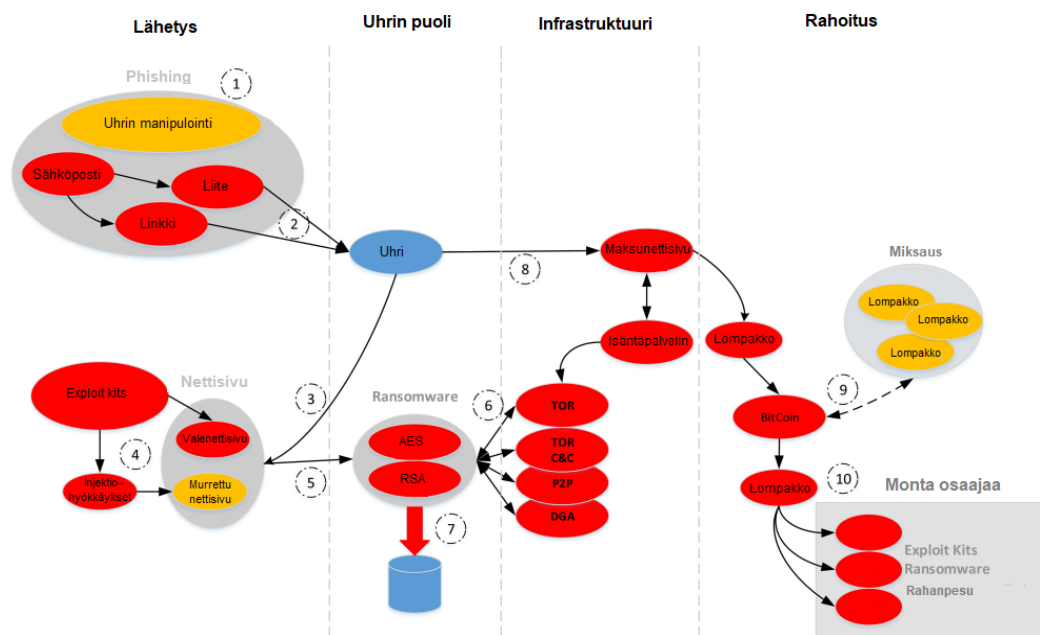 Lähetys
Uhrin puoli
Infrastruktuuri
Rahoitus
Phishing
1
Uhrin manipulointi
Sähköposti
Liite
Linkki
2
Uhri
8
Maksunettisivu
Isäntäpalvelin
Lompakko
Miksaus
Lompakko
Lompakko
Lompakko
9
BitCoin
Lompakko
10
Exploit kits
Nettisivu
3
4
Valenettisivu
Injektio-
hyökkäykset
Murrettu
nettisivu
5
Ransomware
AES
RSA
6
7
TOR
TOR
C&C
P2P
DGA
Monta osaajaa
Exploit Kits
Ransomware
Rahanpesu